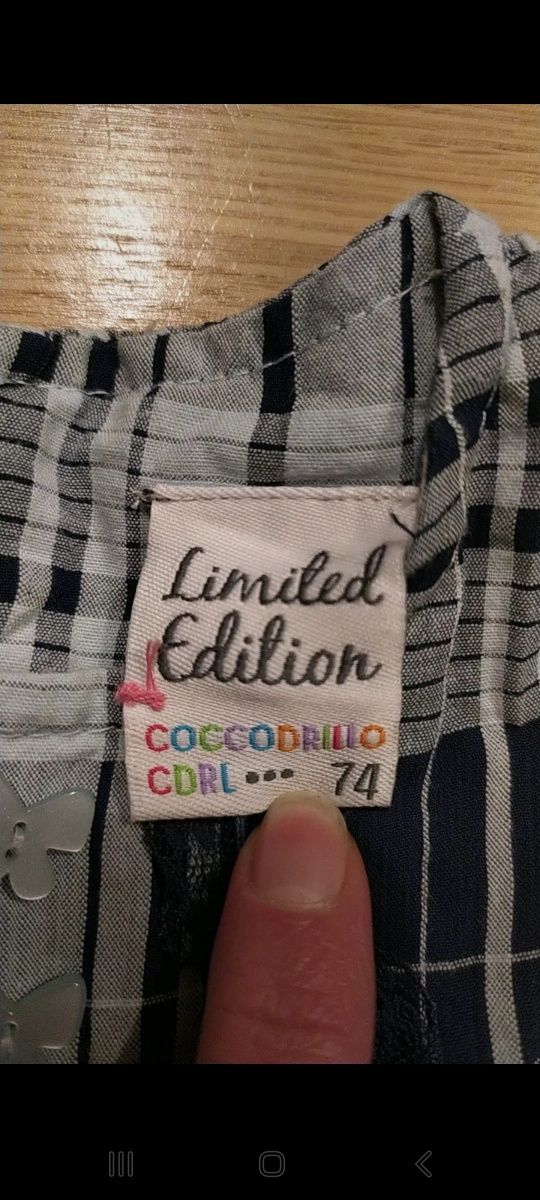 Limited
Edition
COCCODRILLO
CDRL ••• 74